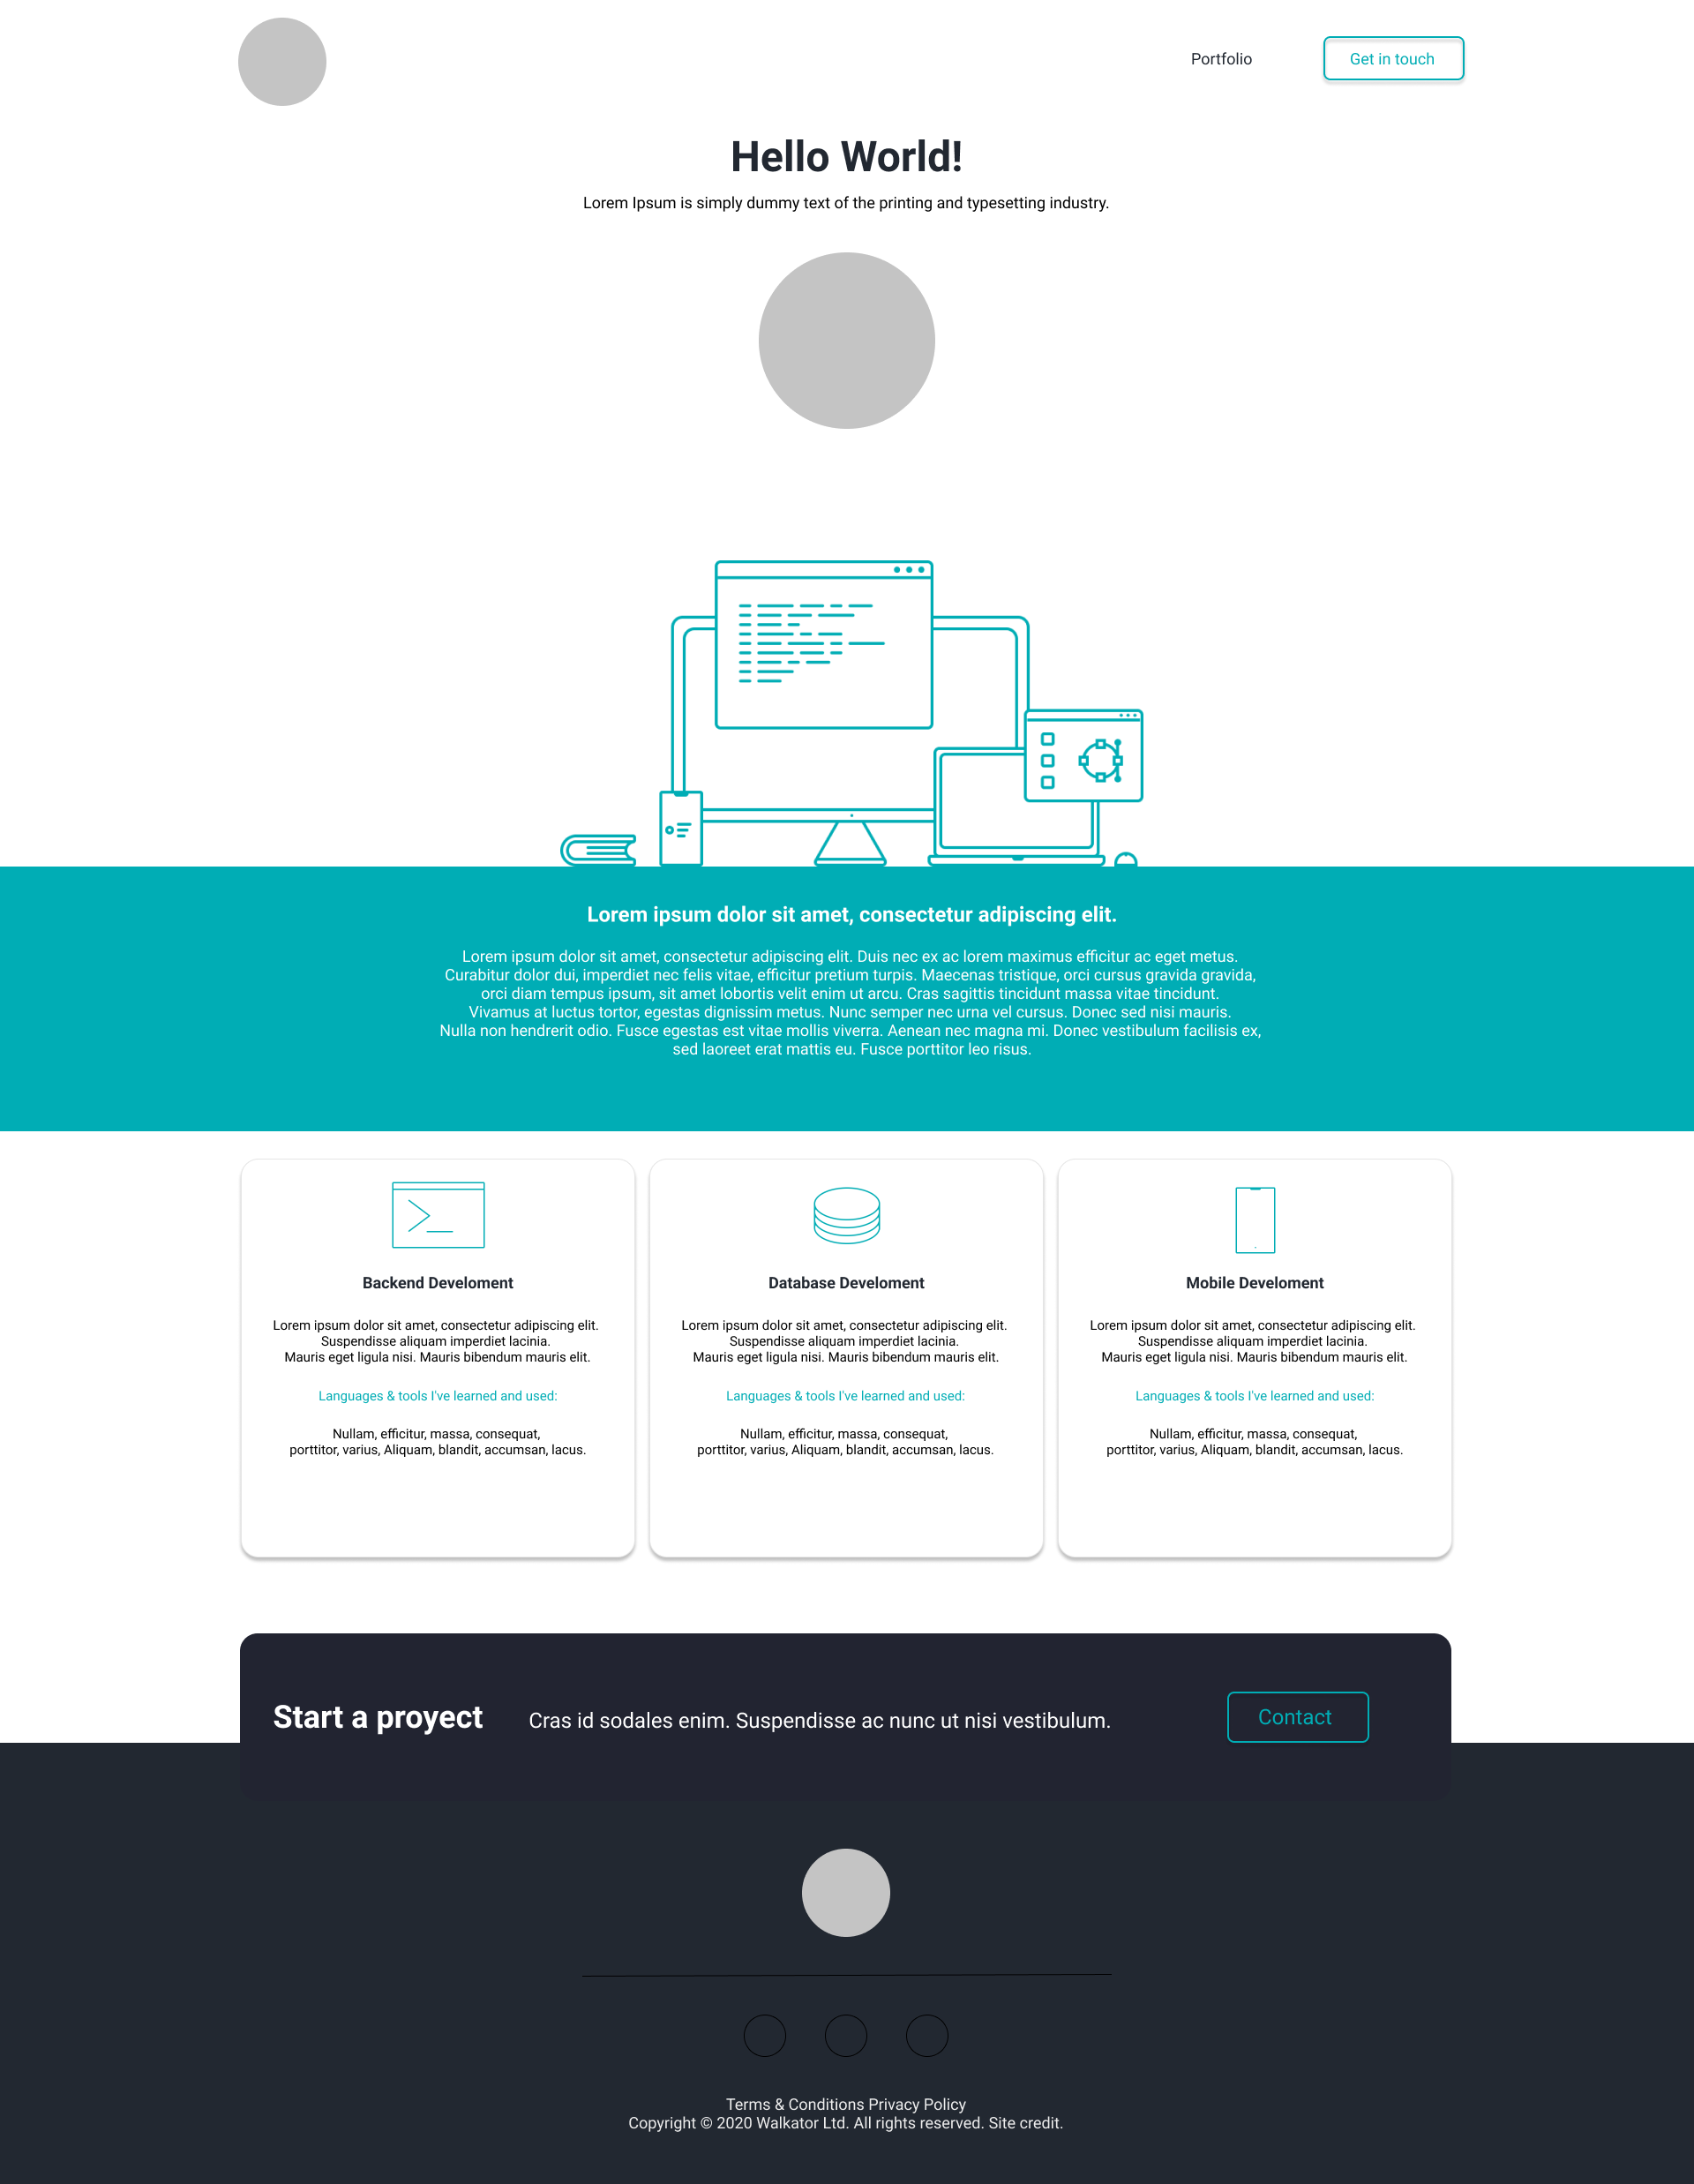 Portfolio
Get in touch
Hello World!
Lorem Ipsum is simply dummy text of the printing and typesetting industry.
Lorem ipsum dolor sit amet, consectetur adipiscing elit.
Lorem ipsum dolor sit amet, consectetur adipiscing elit. Duis nec ex ac lorem maximus efficitur ac eget metus.
Curabitur dolor dui, imperdiet nec felis vitae, efficitur pretium turpis. Maecenas tristique, orci cursus gravida gravida,
orci diam tempus ipsum, sit amet lobortis velit enim ut arcu. Cras sagittis tincidunt massa vitae tincidunt.
Vivamus at luctus tortor, egestas dignissim metus. Nunc semper nec urna vel cursus. Donec sed nisi mauris.
Nulla non hendrerit odio. Fusce egestas est vitae mollis viverra. Aenean nec magna mi. Donec vestibulum facilisis ex,
sed laoreet erat mattis eu. Fusce porttitor leo risus.
Backend Develoment
Lorem ipsum dolor sit amet, consectetur adipiscing elit.
Suspendisse aliquam imperdiet lacinia.
Mauris eget ligula nisi. Mauris bibendum mauris elit.
Languages & tools I've learned and used:
Nullam, efficitur, massa, consequat,
porttitor, varius, Aliquam, blandit, accumsan, lacus.
Database Develoment
Lorem ipsum dolor sit amet, consectetur adipiscing elit.
Suspendisse aliquam imperdiet lacinia.
Mauris eget ligula nisi. Mauris bibendum mauris elit.
Languages & tools I've learned and used:
Nullam, efficitur, massa, consequat,
porttitor, varius, Aliquam, blandit, accumsan, lacus.
Mobile Develoment
Lorem ipsum dolor sit amet, consectetur adipiscing elit.
Suspendisse aliquam imperdiet lacinia.
Mauris eget ligula nisi. Mauris bibendum mauris elit.
Languages & tools I've learned and used:
Nullam, efficitur, massa, consequat,
porttitor, varius, Aliquam, blandit, accumsan, lacus.
Start a proyect
Cras id sodales enim. Suspendisse ac nunc ut nisi vestibulum.
Contact
Terms & Conditions Privacy Policy
Copyright © 2020 Walkator Ltd. All rights reserved. Site credit.